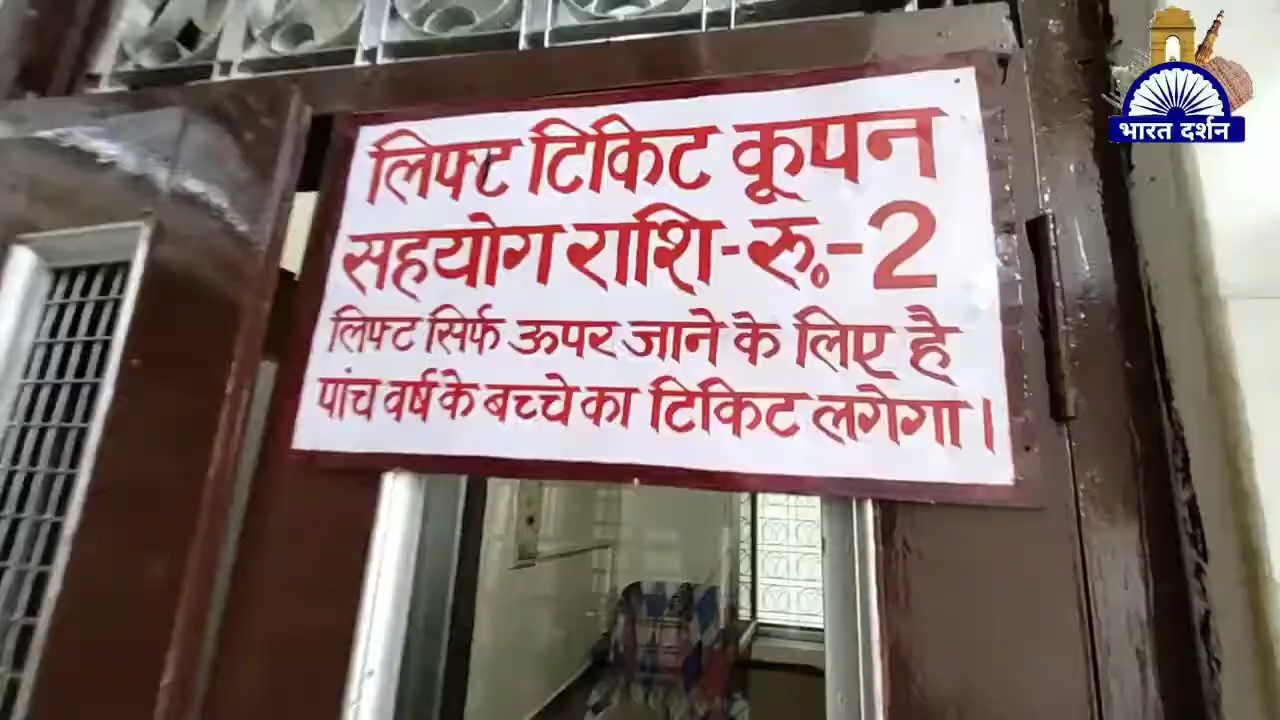 लिफ्ट टिकिट कूपन
सहयोग राशि-रु.-2
लिफ्ट सिर्फ ऊपर जाने के लिए है
पांच वर्ष के बच्चे का टिकिट लगेगा।
भारत दर्शन